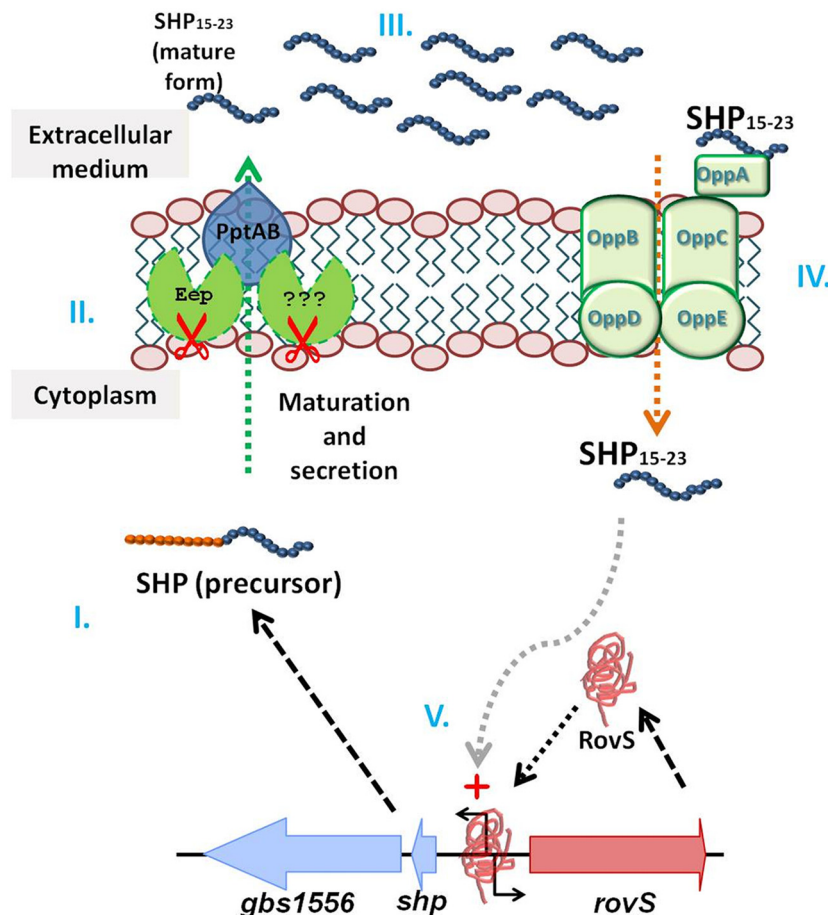 SHP15-23
(mature
form)
III.
Extracellular
medium
SHP15-23
OppA
PptAB
OppB
OppC
Eep
???
II.
IV.
OppD
OppE
Cytoplasm
Maturation
and
secretion
SHP15-23
SHP (precursor)
I.
V.
RovS
+
gbs1556
shp
rovS